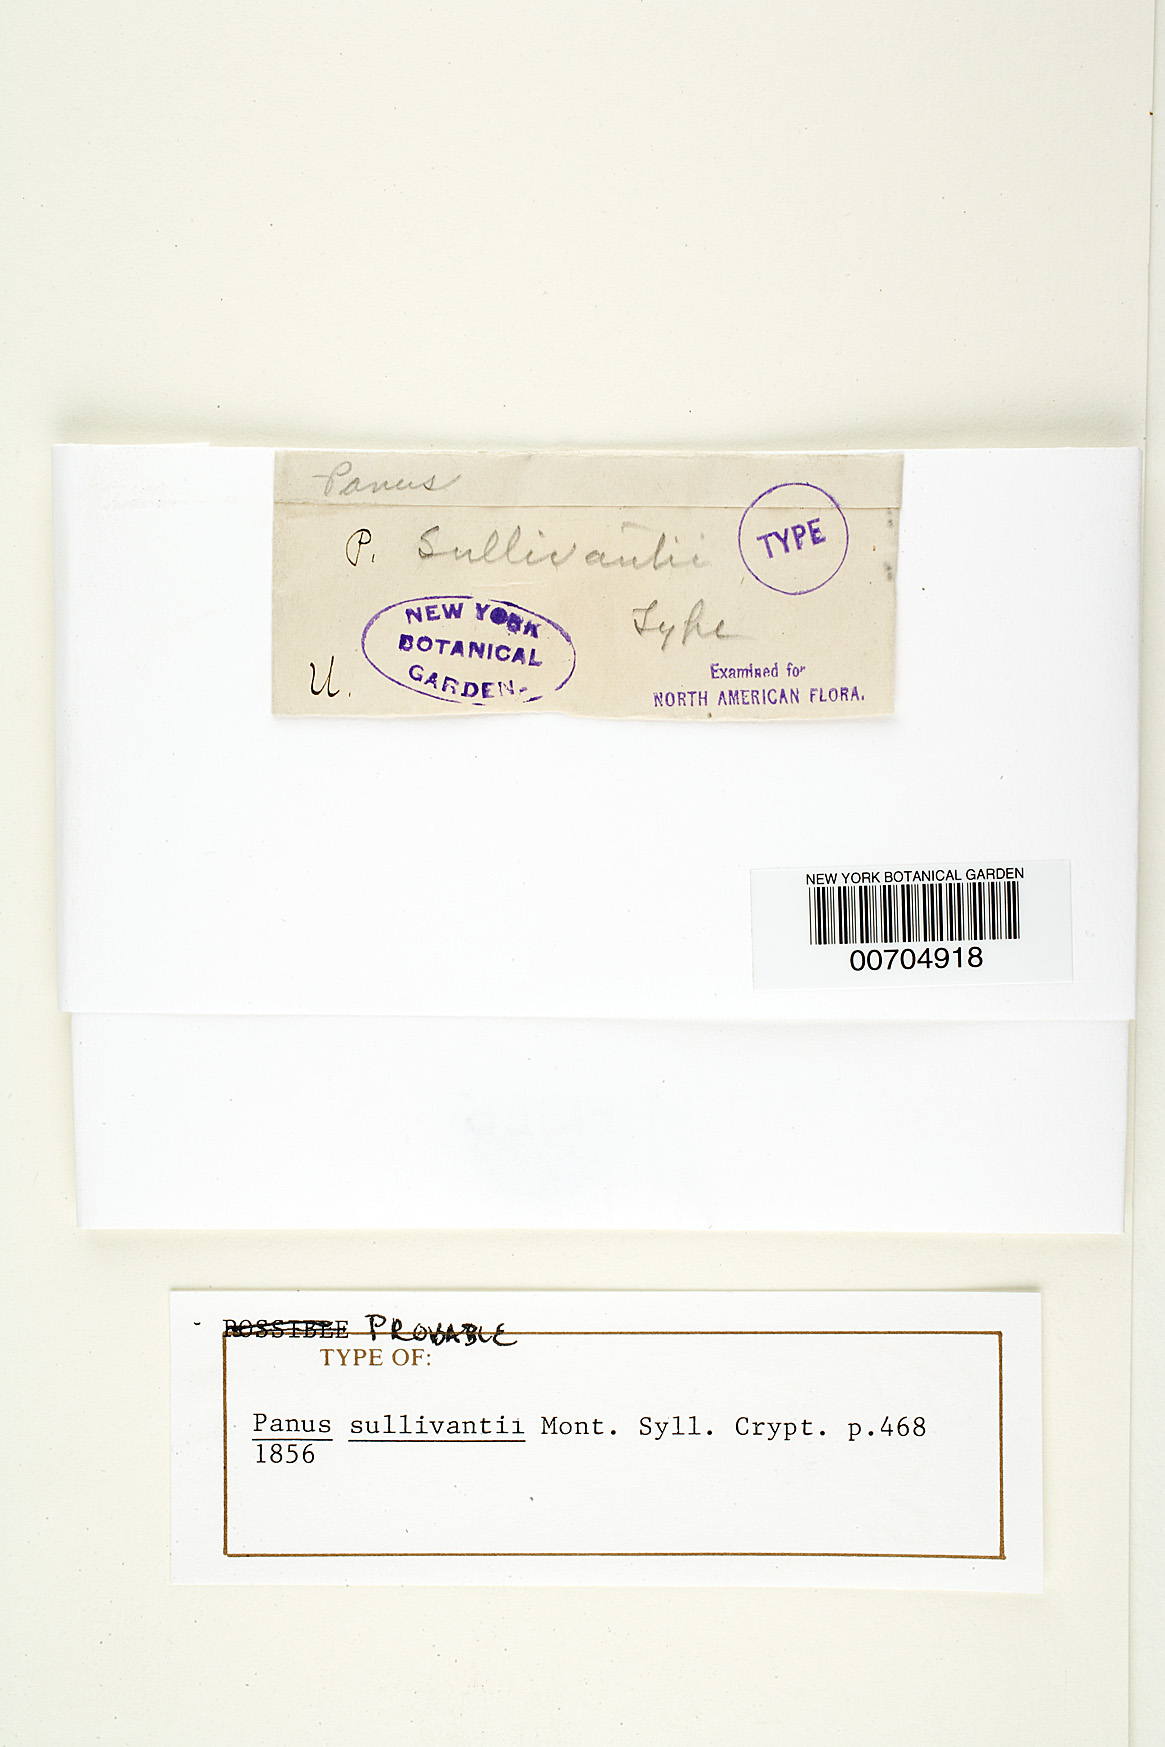 Panus
P. Sullivantii
TYPE
Type
NEW YORK
BOTANICAL
GARDEN.
U.
Examined for
NORTH AMERICAN FLORA.
NEW YORK BOTANICAL GARDEN
00704918
POSSIBLE PROBABLE
TYPE OF:
Panus sullivantii Mont. Syll. Crypt. p.468
1856